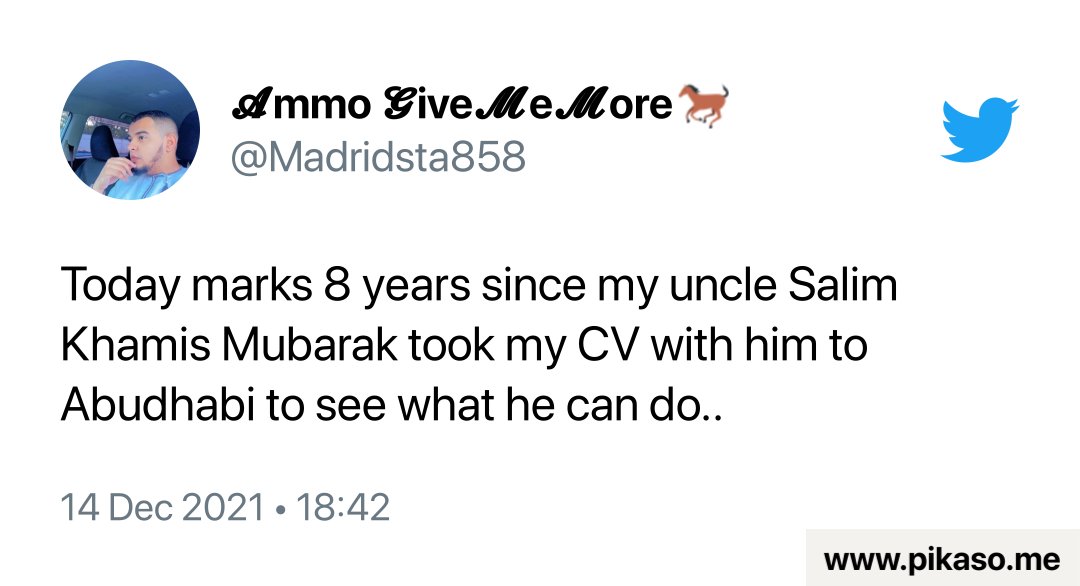 𝓐mmo 𝓖ive𝓜e𝓜ore🐎
@Madridsta858
Today marks 8 years since my uncle Salim
Khamis Mubarak took my CV with him to
Abudhabi to see what he can do..
14 Dec 2021 • 18:42
www.pikaso.me